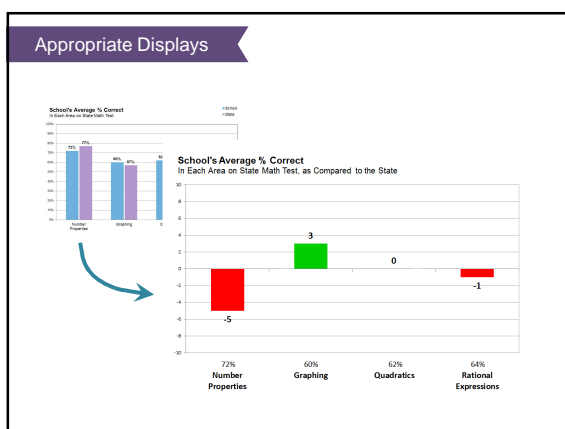 Appropriate Displays
School's Average % Correct
In Each Area on State Math Test
School
State
100%
90%
80%
70%
60%
50%
40%
30%
20%
10%
0%
72%
77%
60%
57%
62
Number
Properties
Graphing
School's Average % Correct
In Each Area on State Math Test, as Compared to the State
10
8
6
4
2
0
-2
-4
-6
-8
-10
-5
3
0
-1
72%
60%
62%
64%
Number
Properties
Graphing
Quadratics
Rational
Expressions